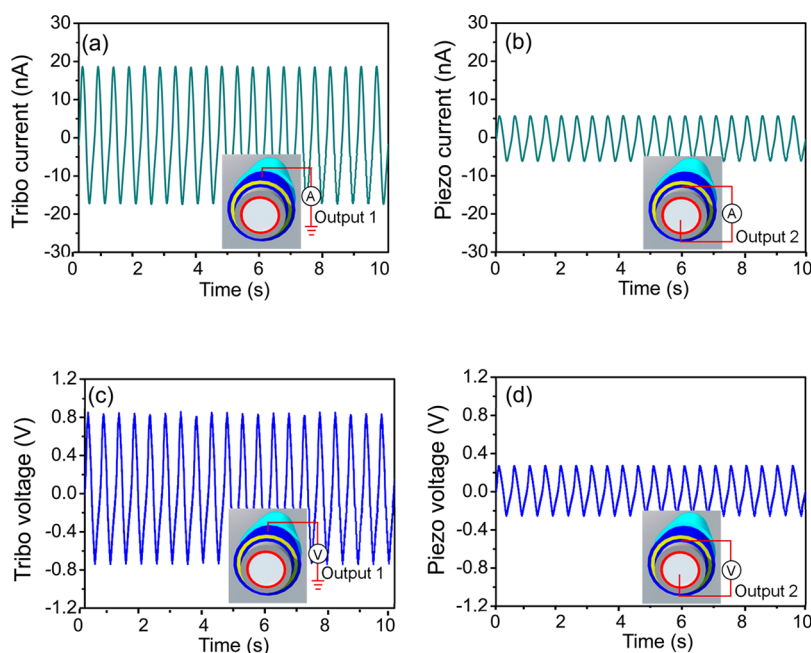 (a)
Tribo current (nA)
30
20
10
0
-10
-20
-30
A
Output 1
0 2 4 6 8 10
Time (s)
(b)
Piezo current (nA)
30
20
10
0
-10
-20
-30
A
Output 2
0 2 4 6 8 10
Time (s)
(c)
Tribo voltage (V)
1.2
0.8
0.4
0.0
-0.4
-0.8
-1.2
V
Output 1
0 2 4 6 8 10
Time (s)
(d)
Piezo voltage (V)
1.2
0.8
0.4
0.0
-0.4
-0.8
-1.2
V
Output 2
0 2 4 6 8 10
Time (s)